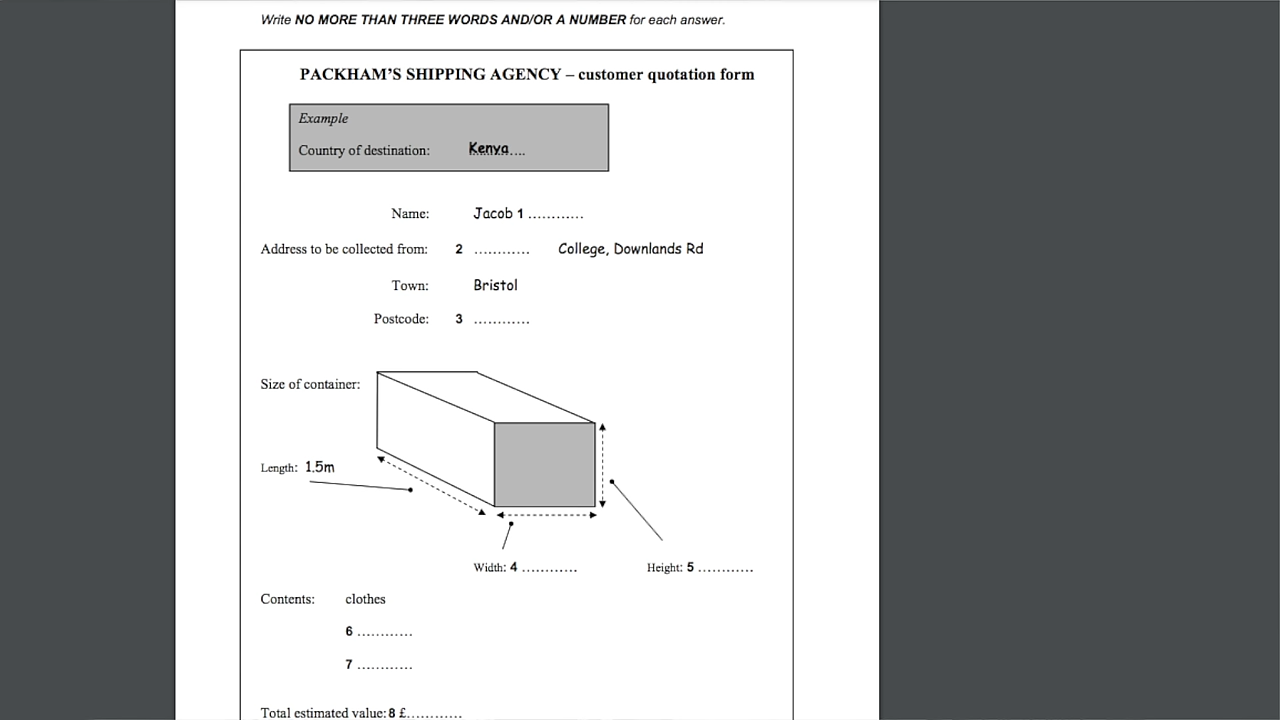 Write NO MORE THAN THREE WORDS AND/OR A NUMBER for each answer.
PACKHAM'S SHIPPING AGENCY – customer quotation form
Example
Country of destination: Kenya....
Name: Jacob 1 ............
Address to be collected from: 2 ............ College, Downlands Rd
Town: Bristol
Postcode: 3 ............
Size of container:
Length: 1.5m
Width: 4 ............
Height: 5 ............
Contents: clothes
6 ............
7 ............
Total estimated value: 8 £............